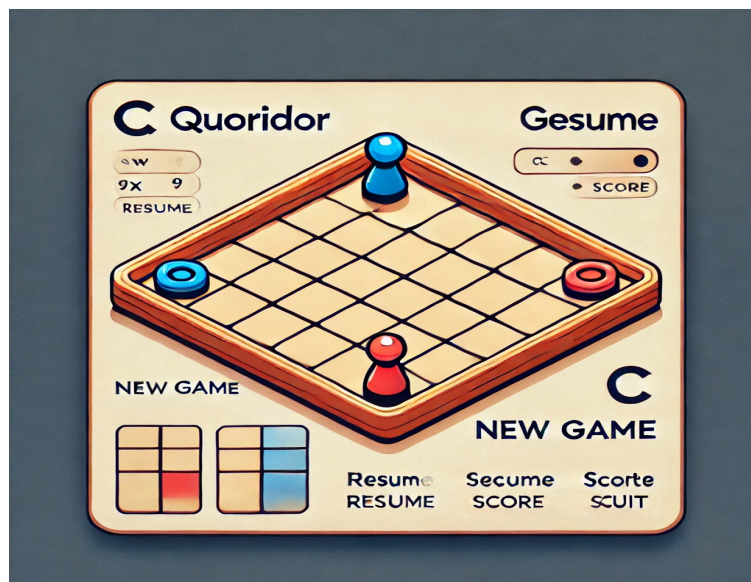 C Quoridor
Gesume
9x 9
RESUME
SCORE
NEW GAME
C
NEW GAME
Resume Secume Scorte
RESUME SCORE SCUIT